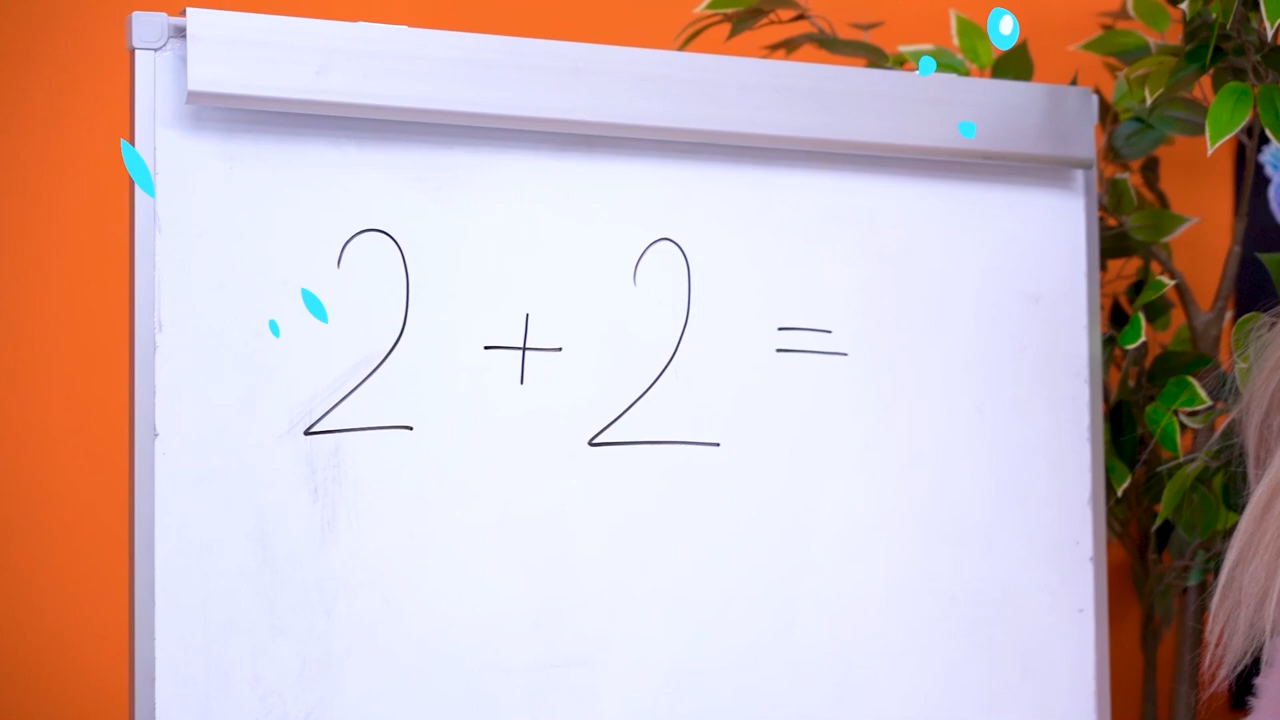 2 + 2 =